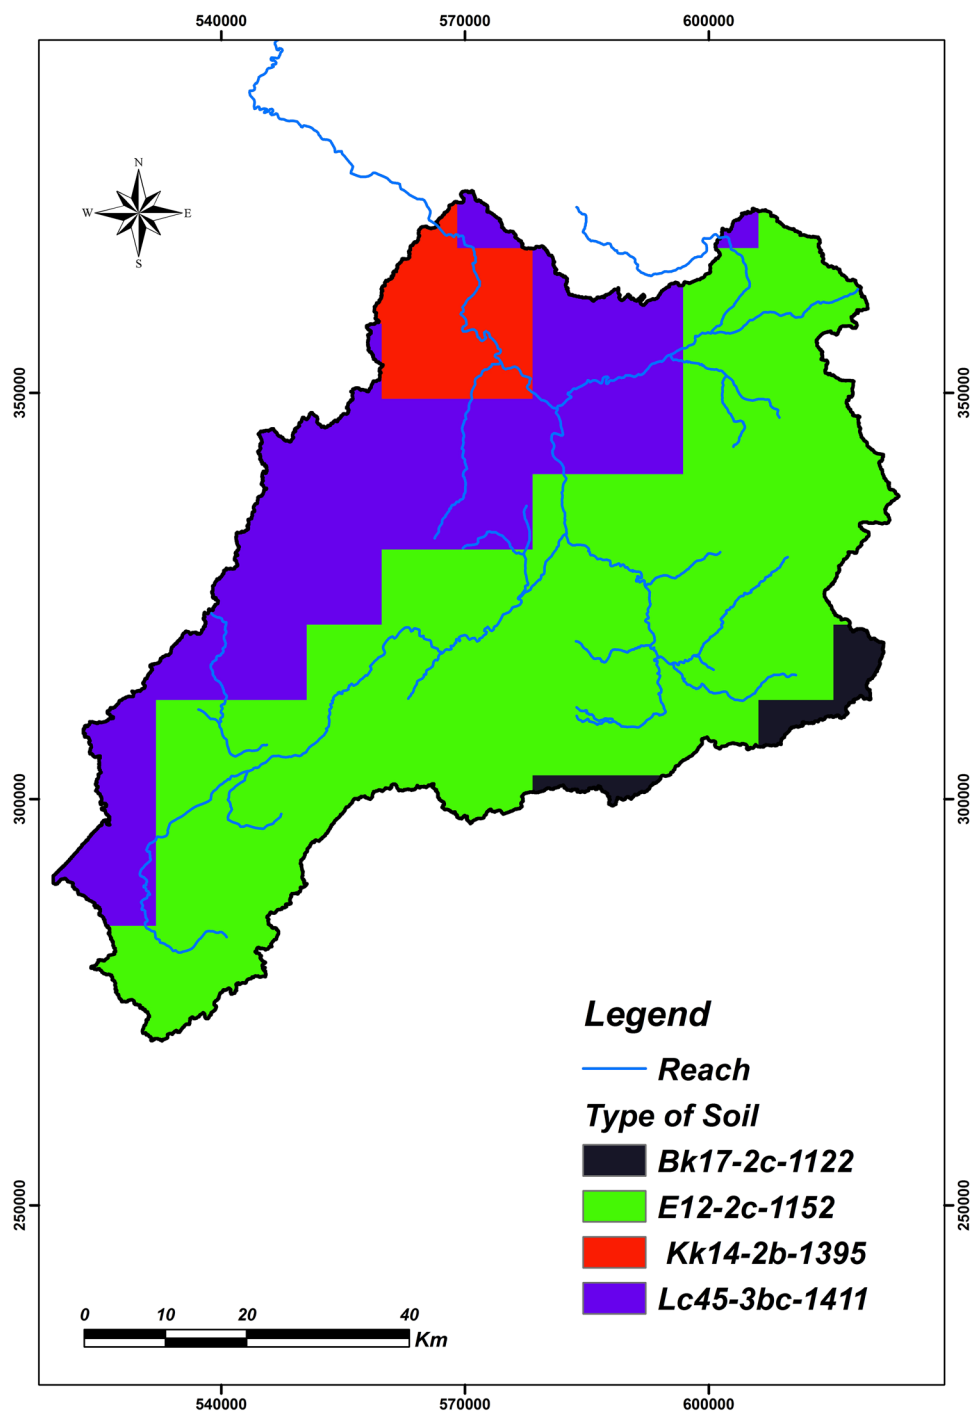 540000 570000 600000
N
W E
S
350000 350000
300000 300000
250000 250000
Legend
Reach
Type of Soil
Bk17-2c-1122
E12-2c-1152
Kk14-2b-1395
Lc45-3bc-1411
0 10 20 40
Km
540000 570000 600000